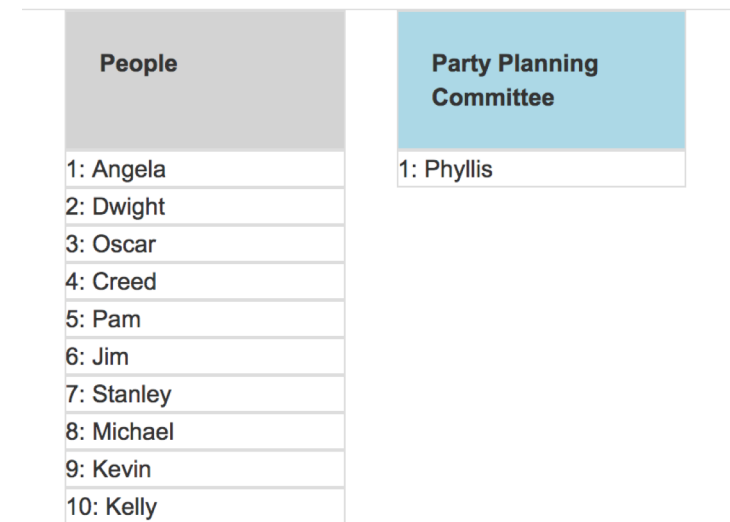 People
1: Angela
2: Dwight
3: Oscar
4: Creed
5: Pam
6: Jim
7: Stanley
8: Michael
9: Kevin
10: Kelly
Party Planning
Committee
1: Phyllis